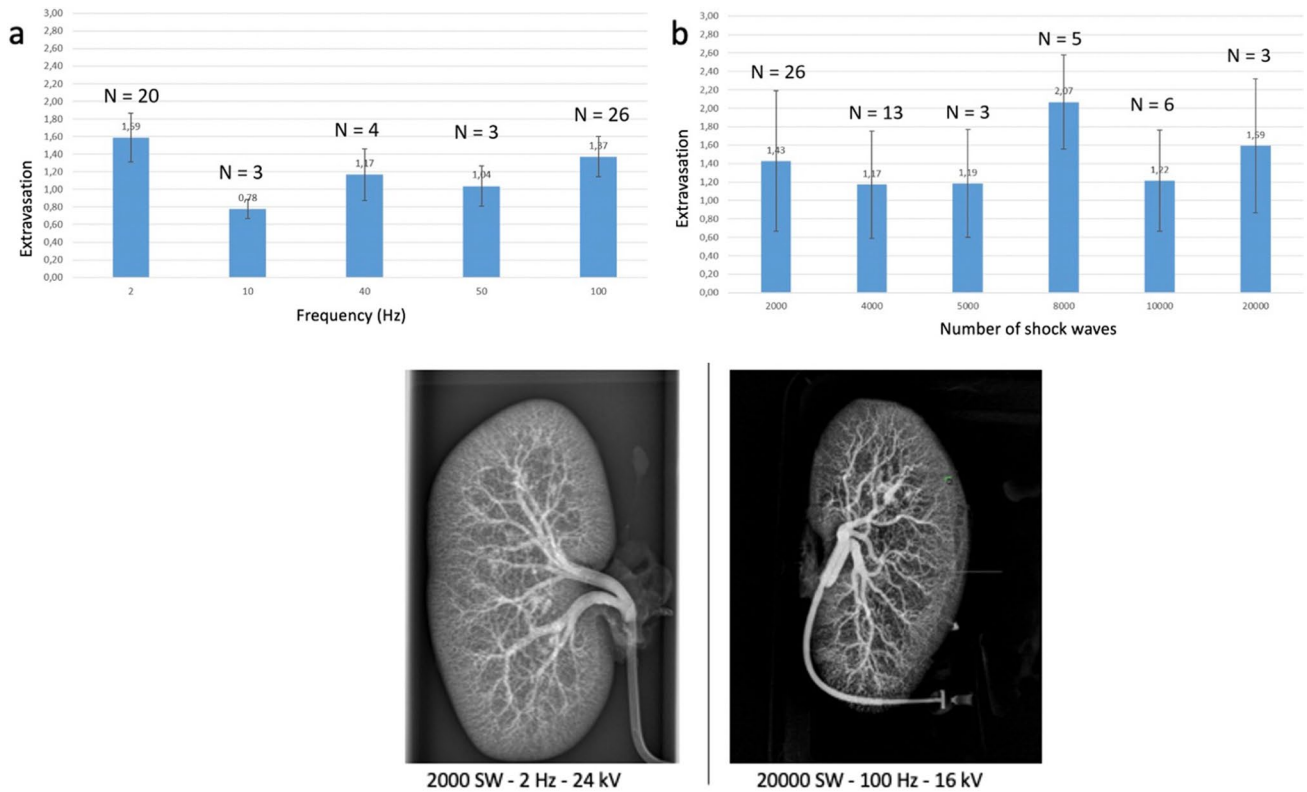 a
3,00
2,80
2,60
2,40
2,20
2,00
1,80
1,60
1,40
1,20
1,00
0,80
0,60
0,40
0,20
0,00
Extravasation
N = 20
N = 3
N = 4
N = 3
N = 26
1,59
0,78
1,17
1,04
1,37
2 10 40 50 100
Frequency (Hz)
b
3,00
2,80
2,60
2,40
2,20
2,00
1,80
1,60
1,40
1,20
1,00
0,80
0,60
0,40
0,20
0,00
Extravasation
N = 26
N = 13
N = 3
N = 5
N = 6
N = 3
1,43
1,17
1,19
2,07
1,22
1,59
2000 4000 5000 8000 10000 20000
Number of shock waves
2000 SW - 2 Hz - 24 kV
20000 SW - 100 Hz - 16 kV